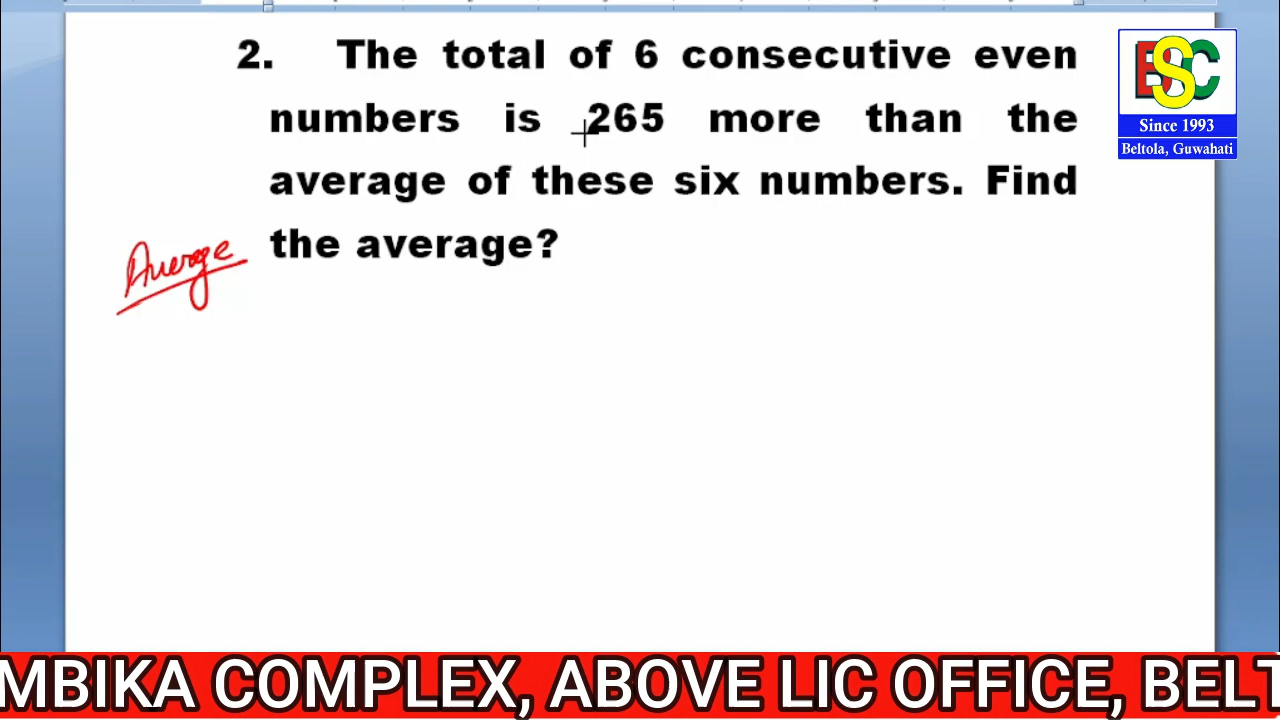 2. The total of 6 consecutive even
numbers is 265 more than the
average of these six numbers. Find
the average?
Average
BSC
Since 1993
Beltola, Guwahati
MBIKA COMPLEX, ABOVE LIC OFFICE, BELT